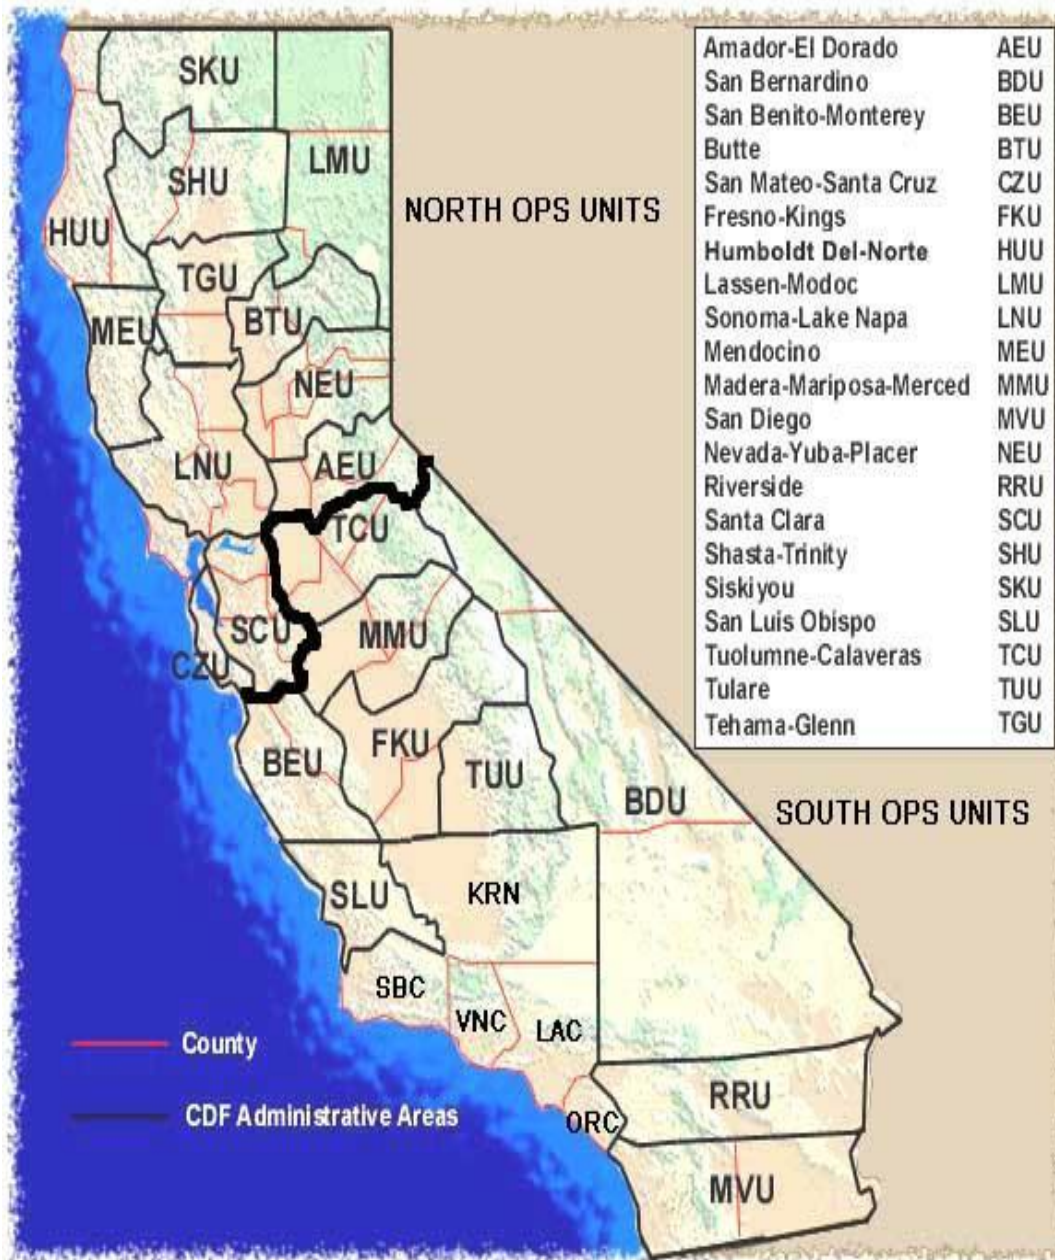 Amador-El Dorado AEU
San Bernardino BDU
San Benito-Monterey BEU
Butte BTU
San Mateo-Santa Cruz CZU
Fresno-Kings FKU
Humboldt Del-Norte HUU
Lassen-Modoc LMU
Sonoma-Lake Napa LNU
Mendocino MEU
Madera-Mariposa-Merced MMU
San Diego MVU
Nevada-Yuba-Placer NEU
Riverside RRU
Santa Clara SCU
Shasta-Trinity SHU
Siskiyou SKU
San Luis Obispo SLU
Tuolumne-Calaveras TCU
Tulare TUU
Tehama-Glenn TGU
SKU
LMU
SHU
NORTH OPS UNITS
HUU
TGU
BTU
MEU
NEU
LNU
AEU
TCU
SCU
MMU
CZU
FKU
BEU
TUU
BDU
SOUTH OPS UNITS
SLU
KRN
SBC
VNC
LAC
County
RRU
CDF Administrative Areas
ORC
MVU